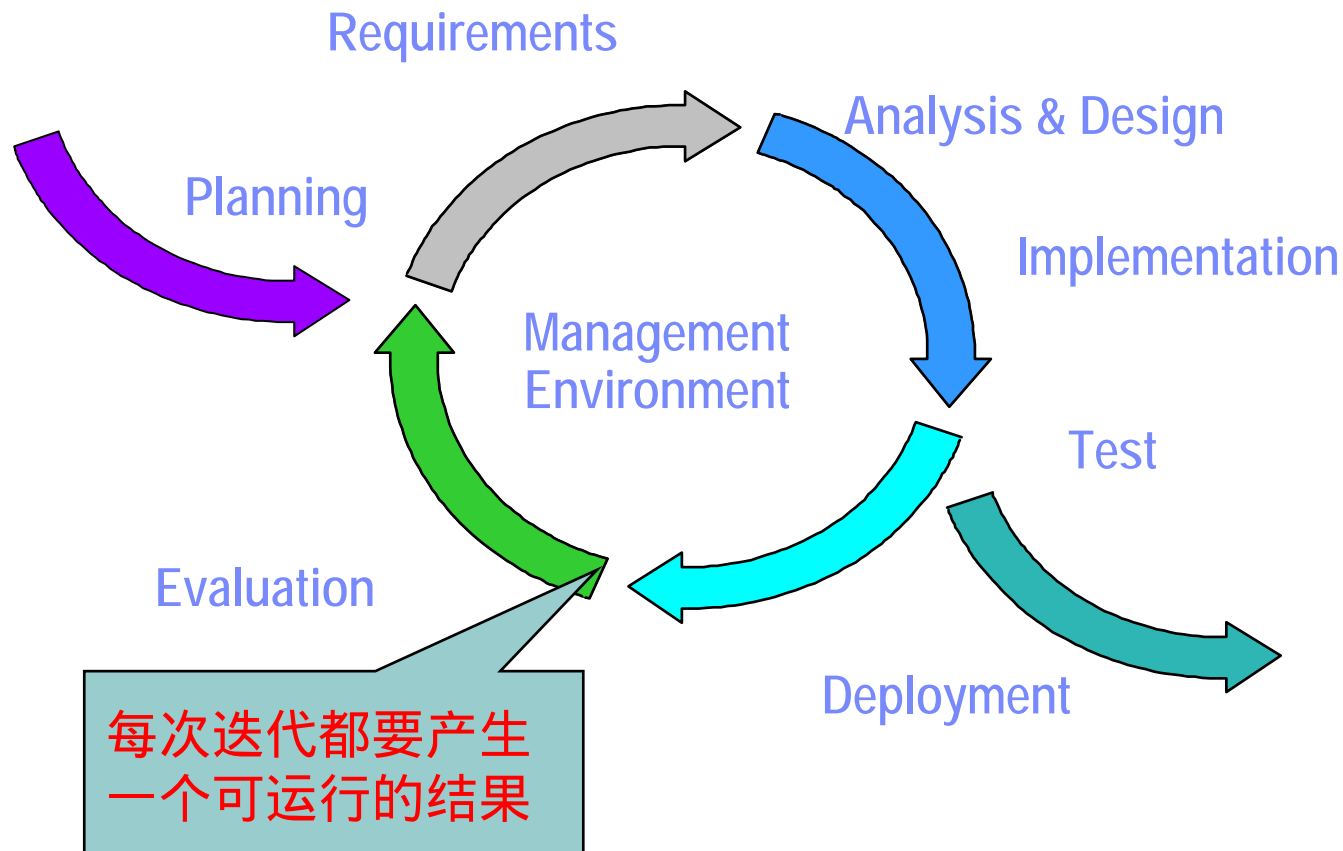 Requirements
Analysis & Design
Planning
Implementation
Management
Environment
Test
Evaluation
Deployment
每次迭代都要产生
一个可运行的结果